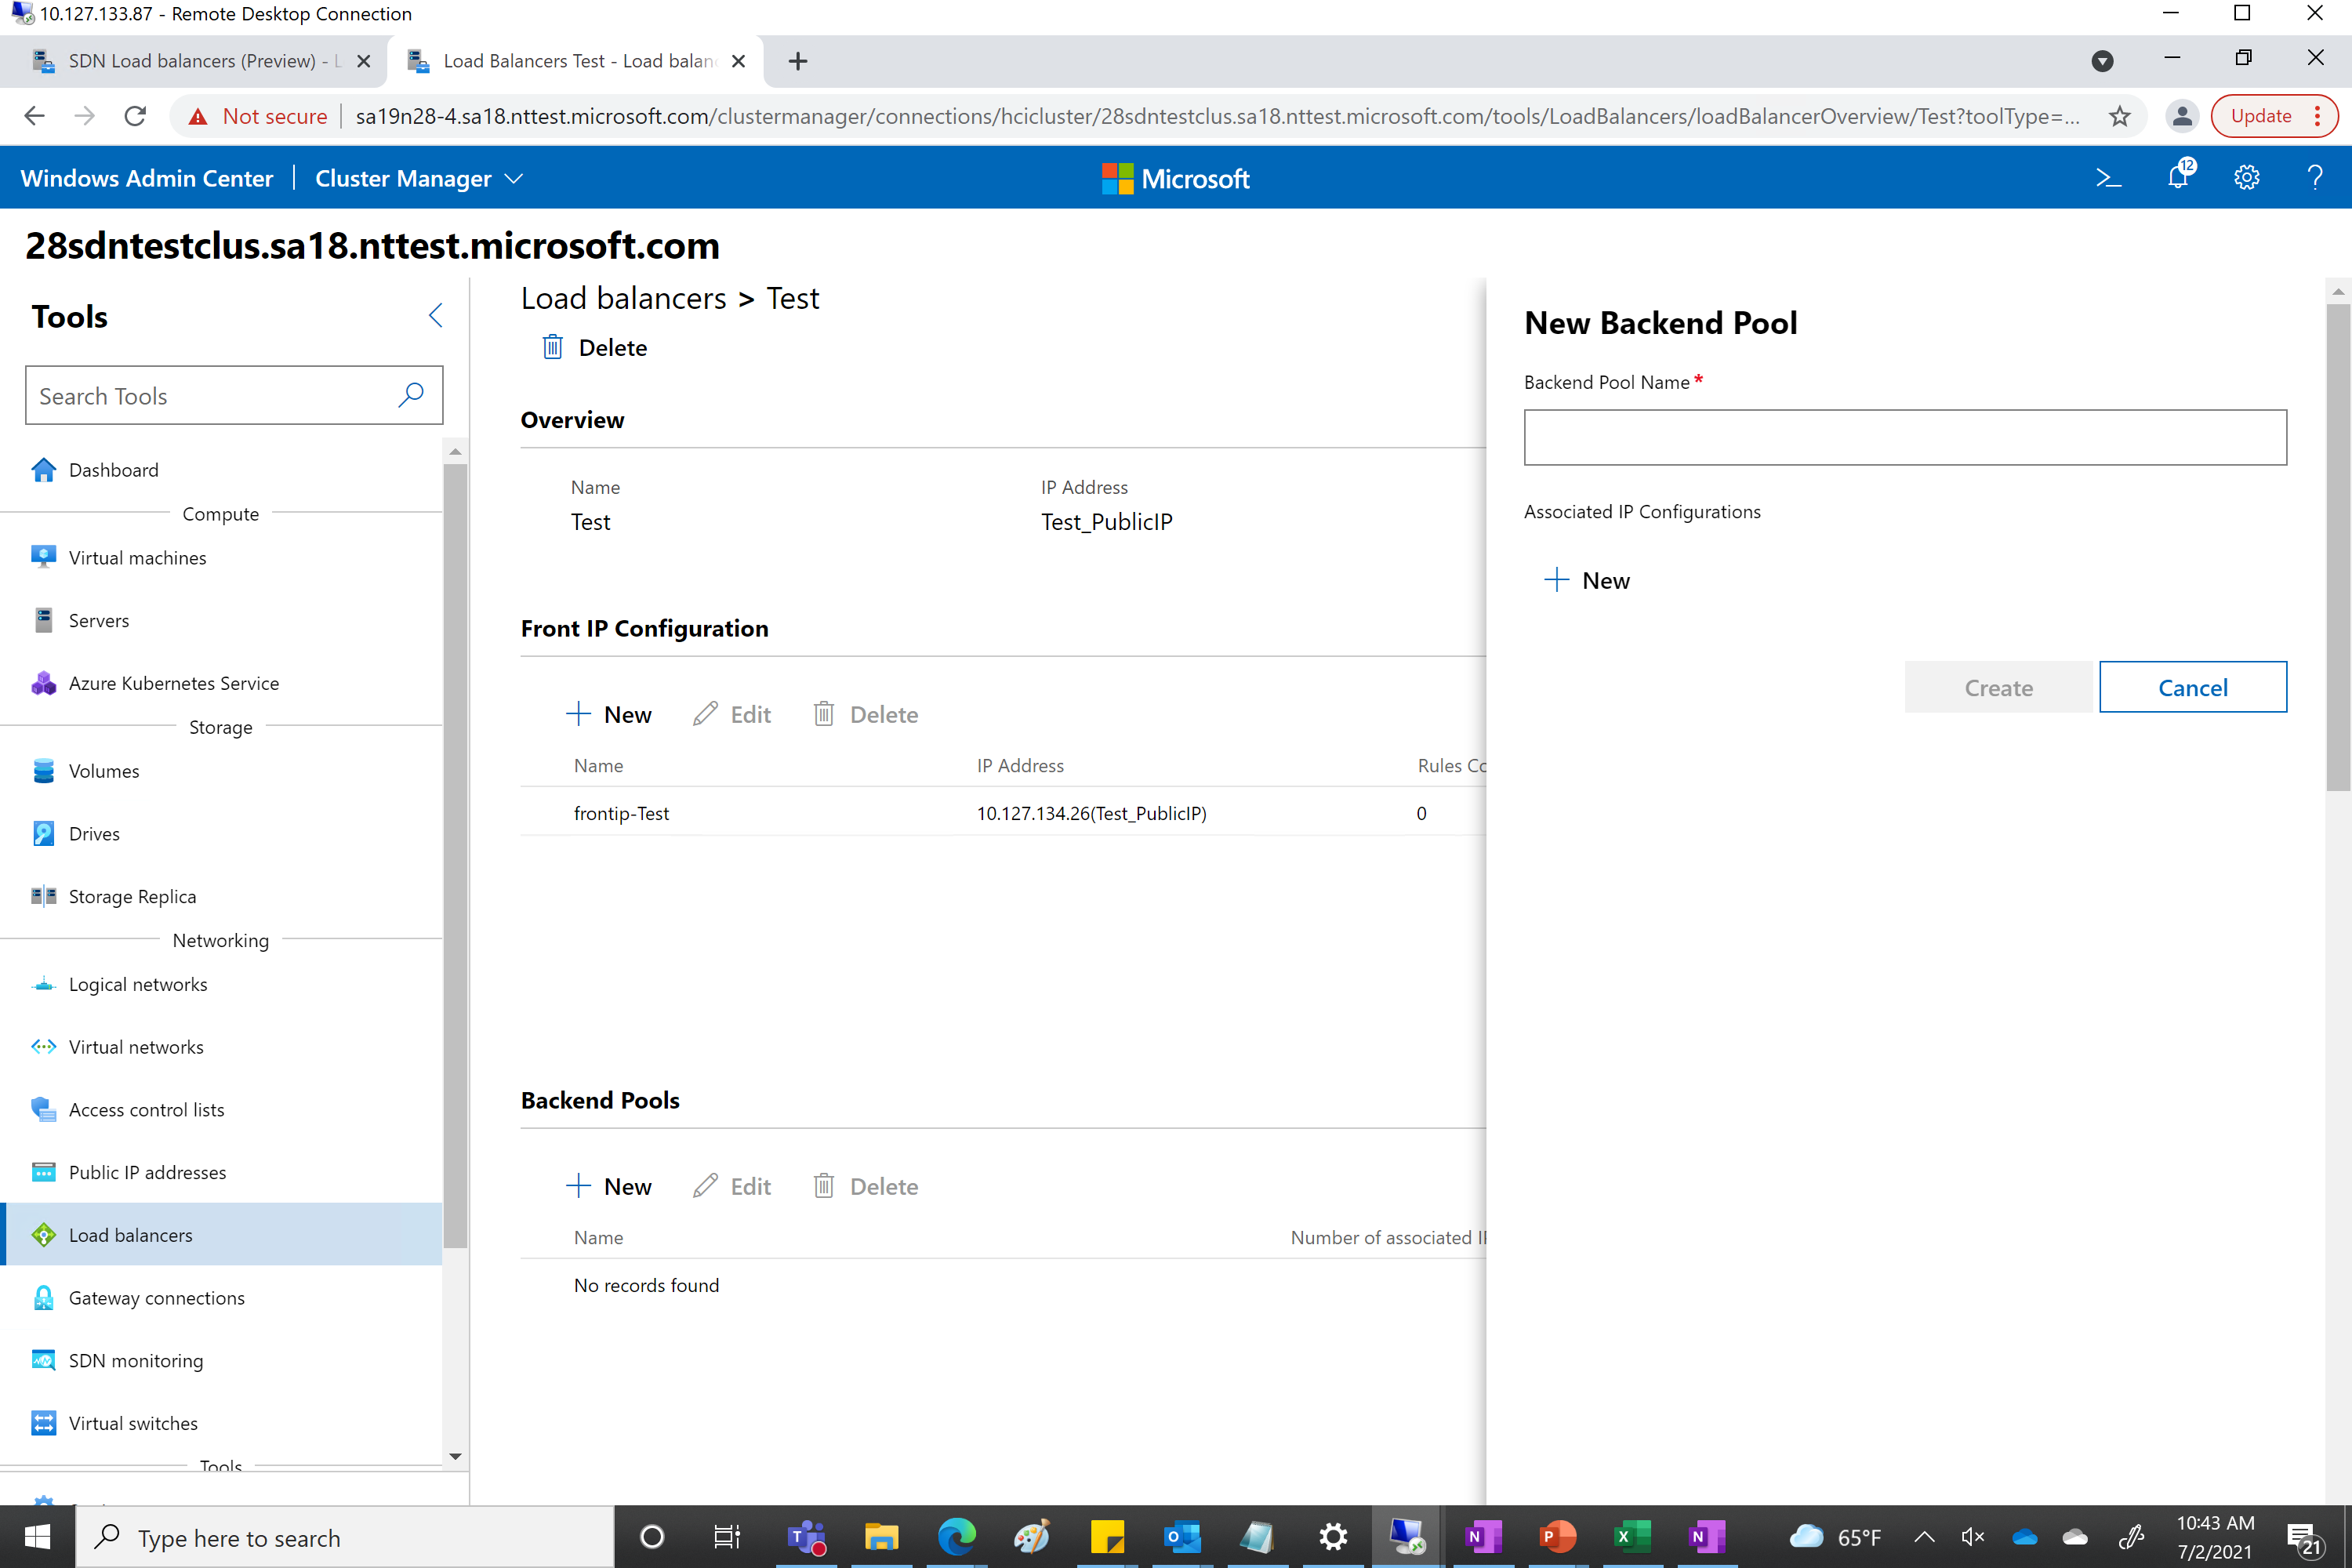 10.127.133.87 - Remote Desktop Connection
SDN Load balancers (Preview) - L
Load Balancers Test - Load balan
Not secure
sa19n28-4.sa18.nttest.microsoft.com/clustermanager/connections/hcicluster/28sdntestclus.sa18.nttest.microsoft.com/tools/LoadBalancers/loadBalancerOverview/Test?toolType=...
Update
Windows Admin Center
Cluster Manager
Microsoft
12
28sdntestclus.sa18.nttest.microsoft.com
Tools
Search Tools
Dashboard
Compute
Virtual machines
Servers
Azure Kubernetes Service
Storage
Volumes
Drives
Storage Replica
Networking
Logical networks
Virtual networks
Access control lists
Public IP addresses
Load balancers
Gateway connections
SDN monitoring
Virtual switches
Tools
Load balancers > Test
Delete
Overview
Name IP Address
Test Test_PublicIP
Front IP Configuration
New Edit Delete
Name IP Address Rules Co
frontip-Test 10.127.134.26(Test_PublicIP) 0
Backend Pools
New Edit Delete
Name Number of associated IP
No records found
New Backend Pool
Backend Pool Name *
Associated IP Configurations
New
Create Cancel
Type here to search
65°F
10:43 AM
7/2/2021
21